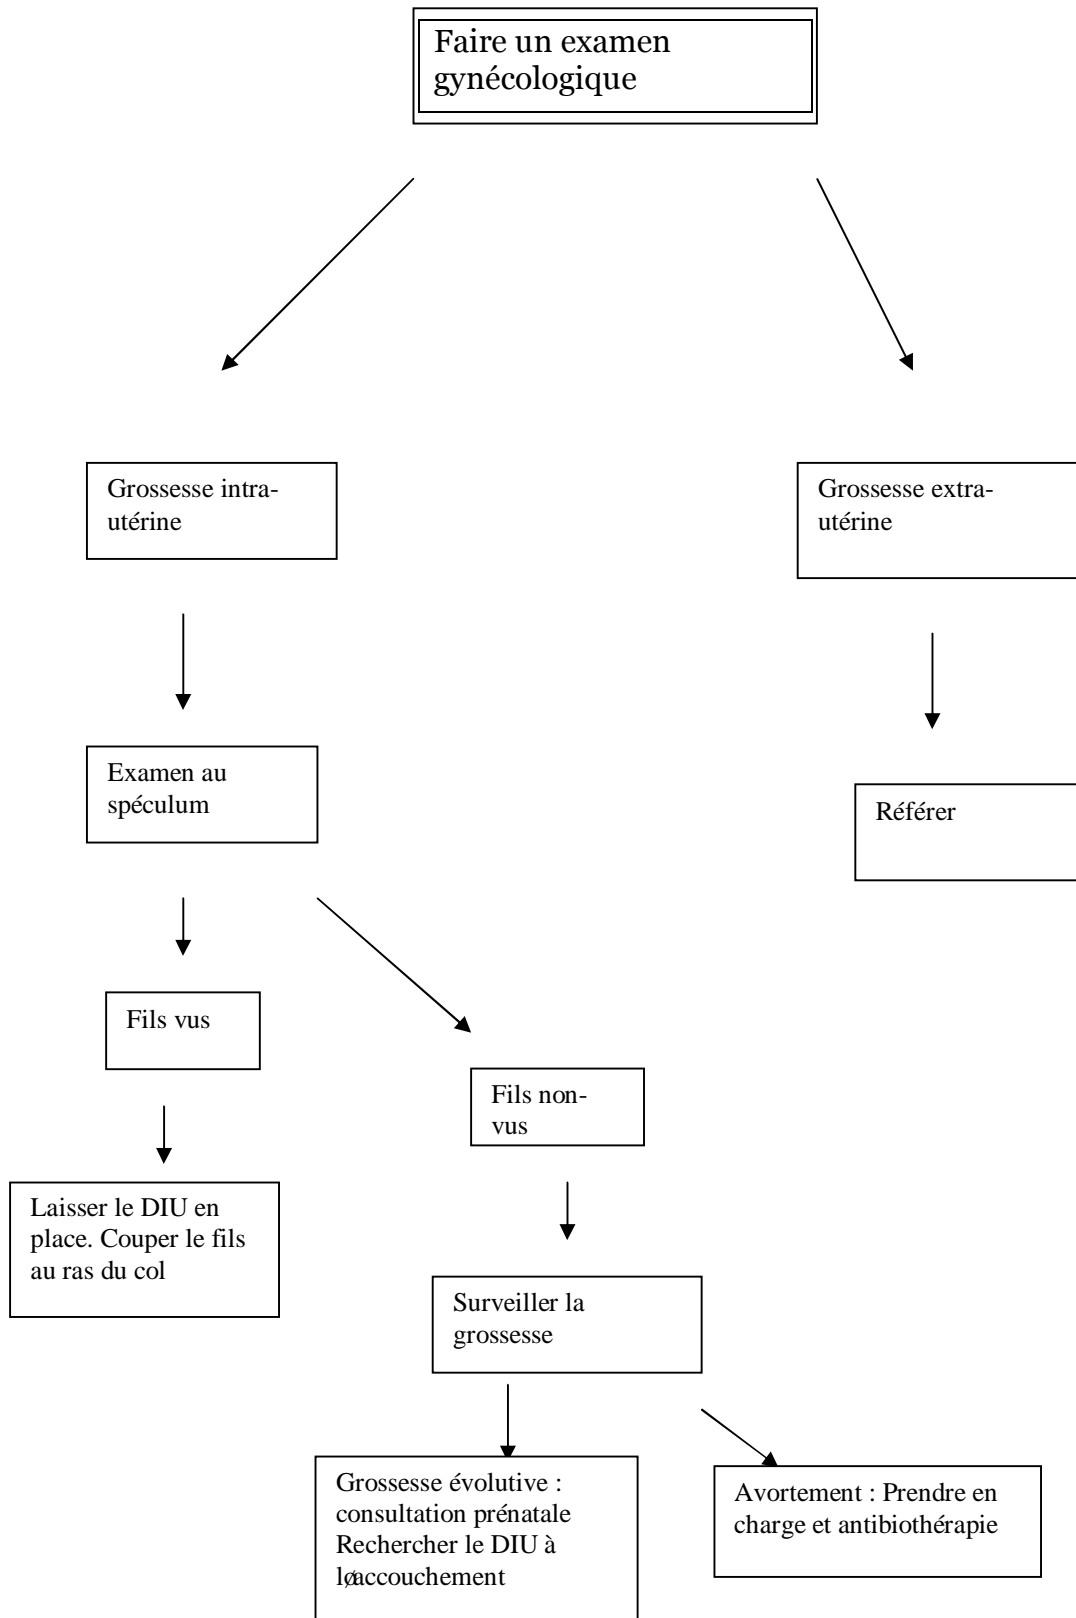 Faire un examen
gynécologique
Grossesse intra-
utérine
Grossesse extra-
utérine
Examen au
spéculum
Référer
Fils vus
Fils non-
vus
Laisser le DIU en
place. Couper le fils
au ras du col
Surveiller la
grossesse
Grossesse évolutive :
consultation prénatale
Rechercher le DIU à
løaccouchement
Avortement : Prendre en
charge et antibiothérapie